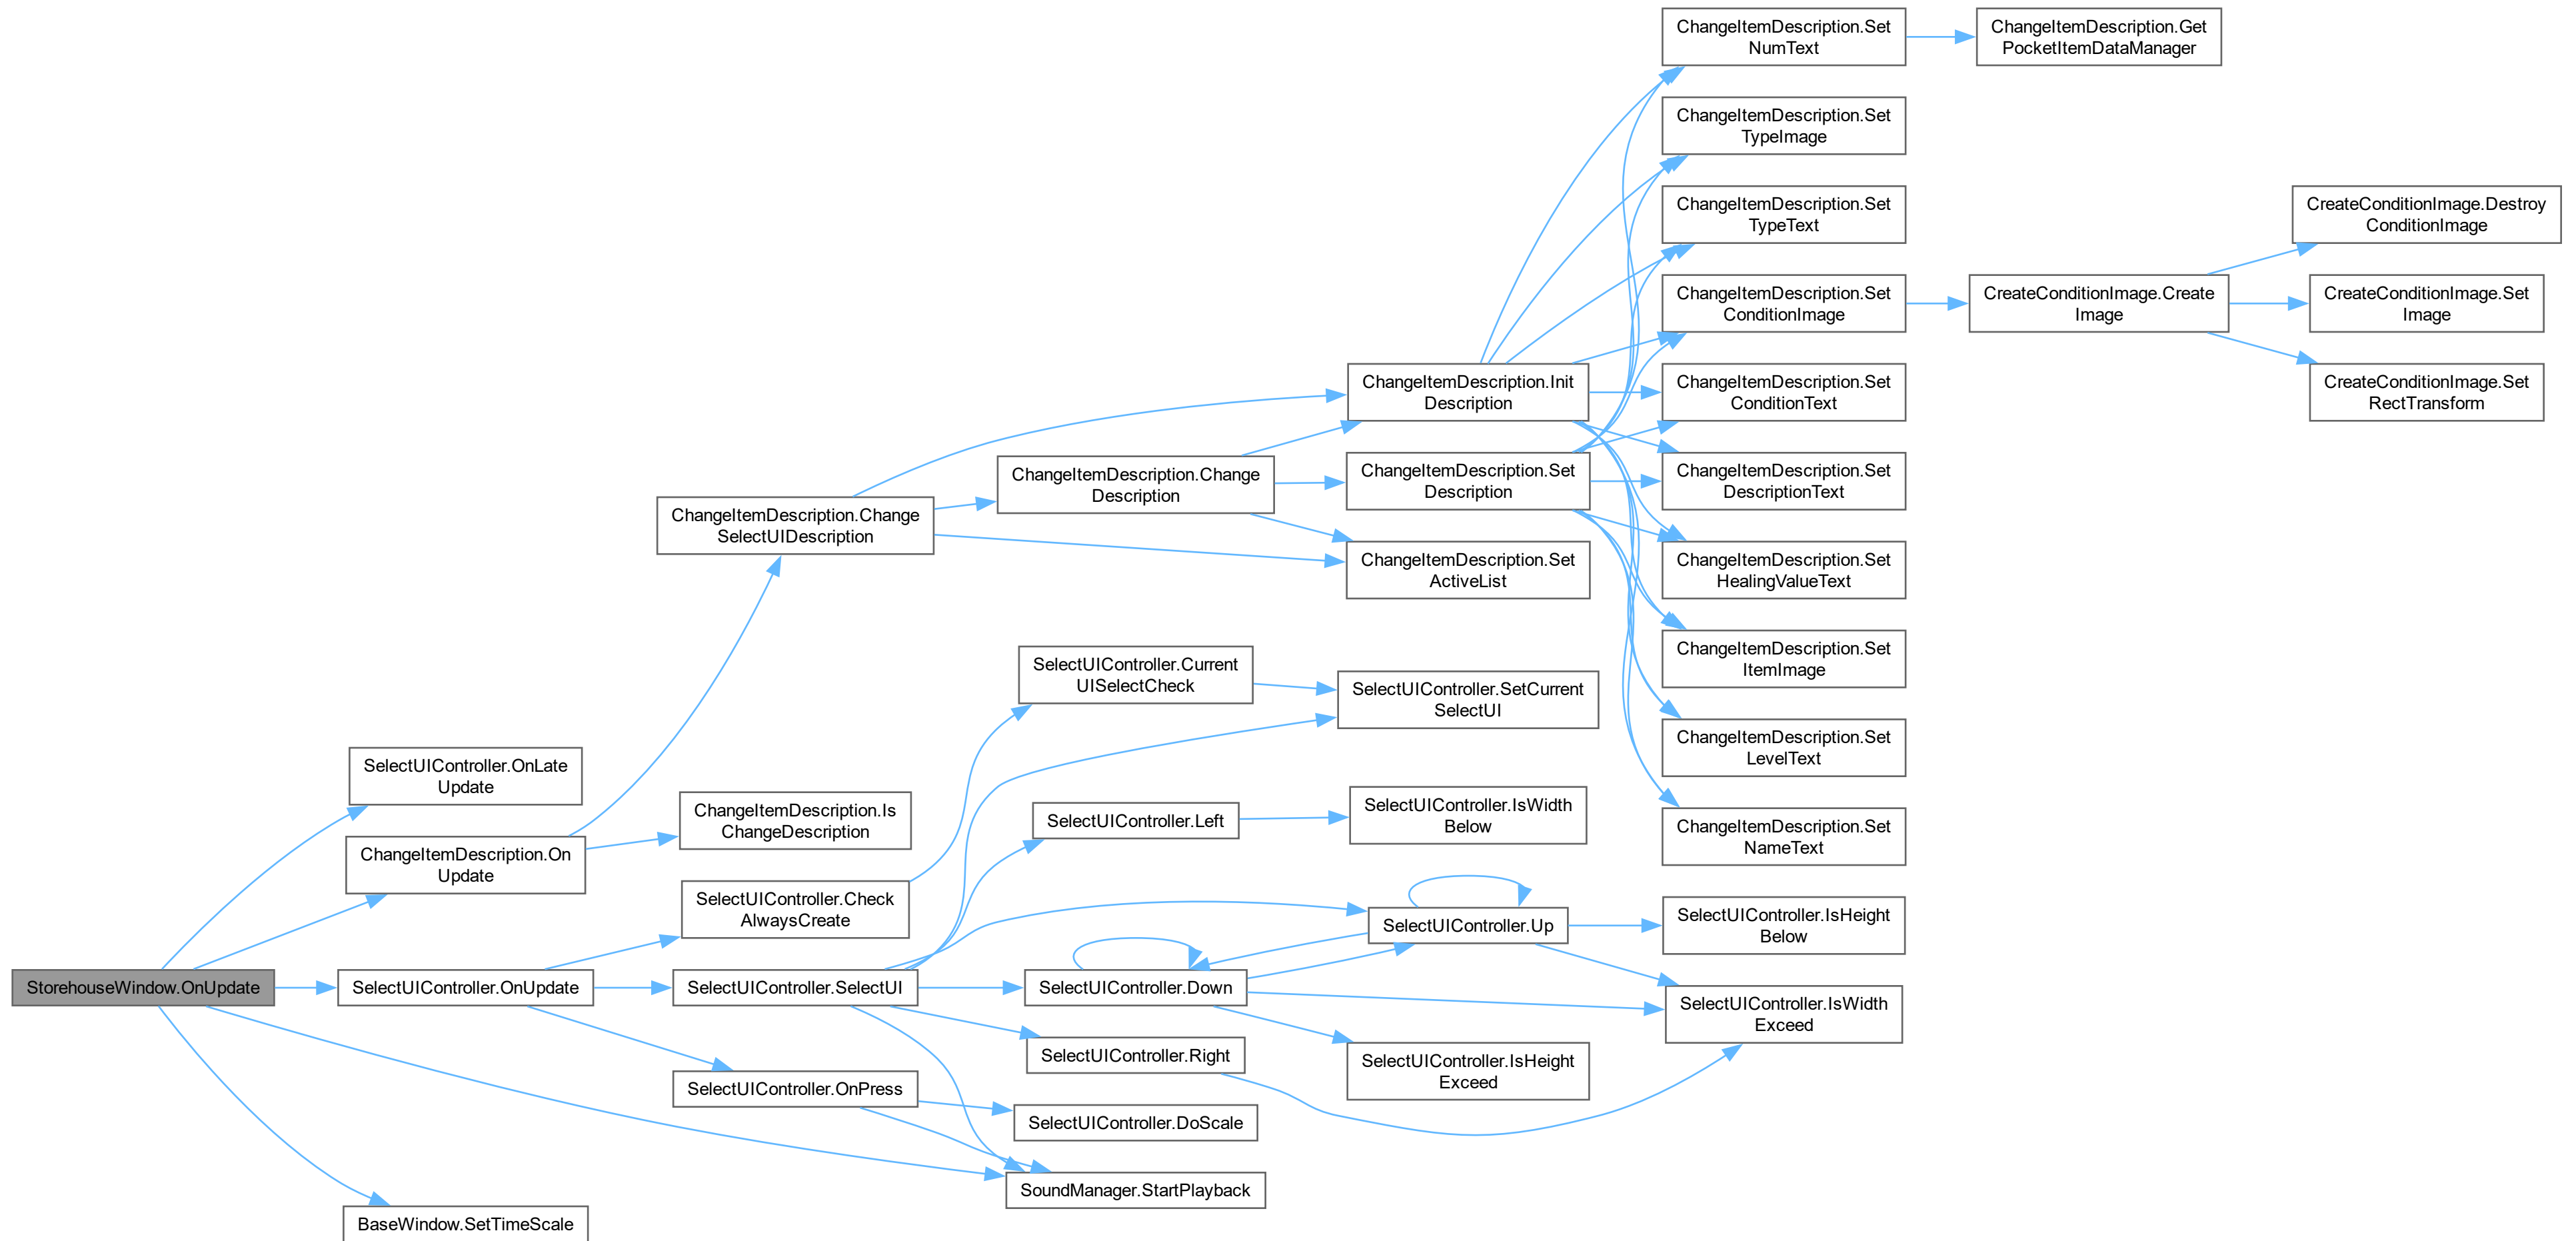 ChangeItemDescription.Set
NumText
ChangeItemDescription.Get
PocketItemDataManager
ChangeItemDescription.Set
TypeImage
ChangeItemDescription.Set
TypeText
CreateConditionImage.Destroy
ConditionImage
ChangeItemDescription.Set
ConditionImage
CreateConditionImage.Create
Image
CreateConditionImage.Set
Image
ChangeItemDescription.Init
Description
ChangeItemDescription.Set
ConditionText
CreateConditionImage.Set
RectTransform
ChangeItemDescription.Change
Description
ChangeItemDescription.Set
Description
ChangeItemDescription.Set
DescriptionText
ChangeItemDescription.Change
SelectUIDescription
ChangeItemDescription.Set
ActiveList
ChangeItemDescription.Set
HealingValueText
ChangeItemDescription.Set
ItemImage
SelectUIController.Current
UISelectCheck
SelectUIController.SetCurrent
SelectUI
ChangeItemDescription.Set
LevelText
SelectUIController.OnLate
Update
ChangeItemDescription.Is
ChangeDescription
SelectUIController.Left
SelectUIController.IsWidth
Below
ChangeItemDescription.Set
NameText
ChangeItemDescription.On
Update
SelectUIController.Check
AlwaysCreate
SelectUIController.Up
SelectUIController.IsHeight
Below
StorehouseWindow.OnUpdate
SelectUIController.OnUpdate
SelectUIController.SelectUI
SelectUIController.Down
SelectUIController.IsWidth
Exceed
SelectUIController.Right
SelectUIController.IsHeight
Exceed
SelectUIController.OnPress
SelectUIController.DoScale
SoundManager.StartPlayback
BaseWindow.SetTimeScale